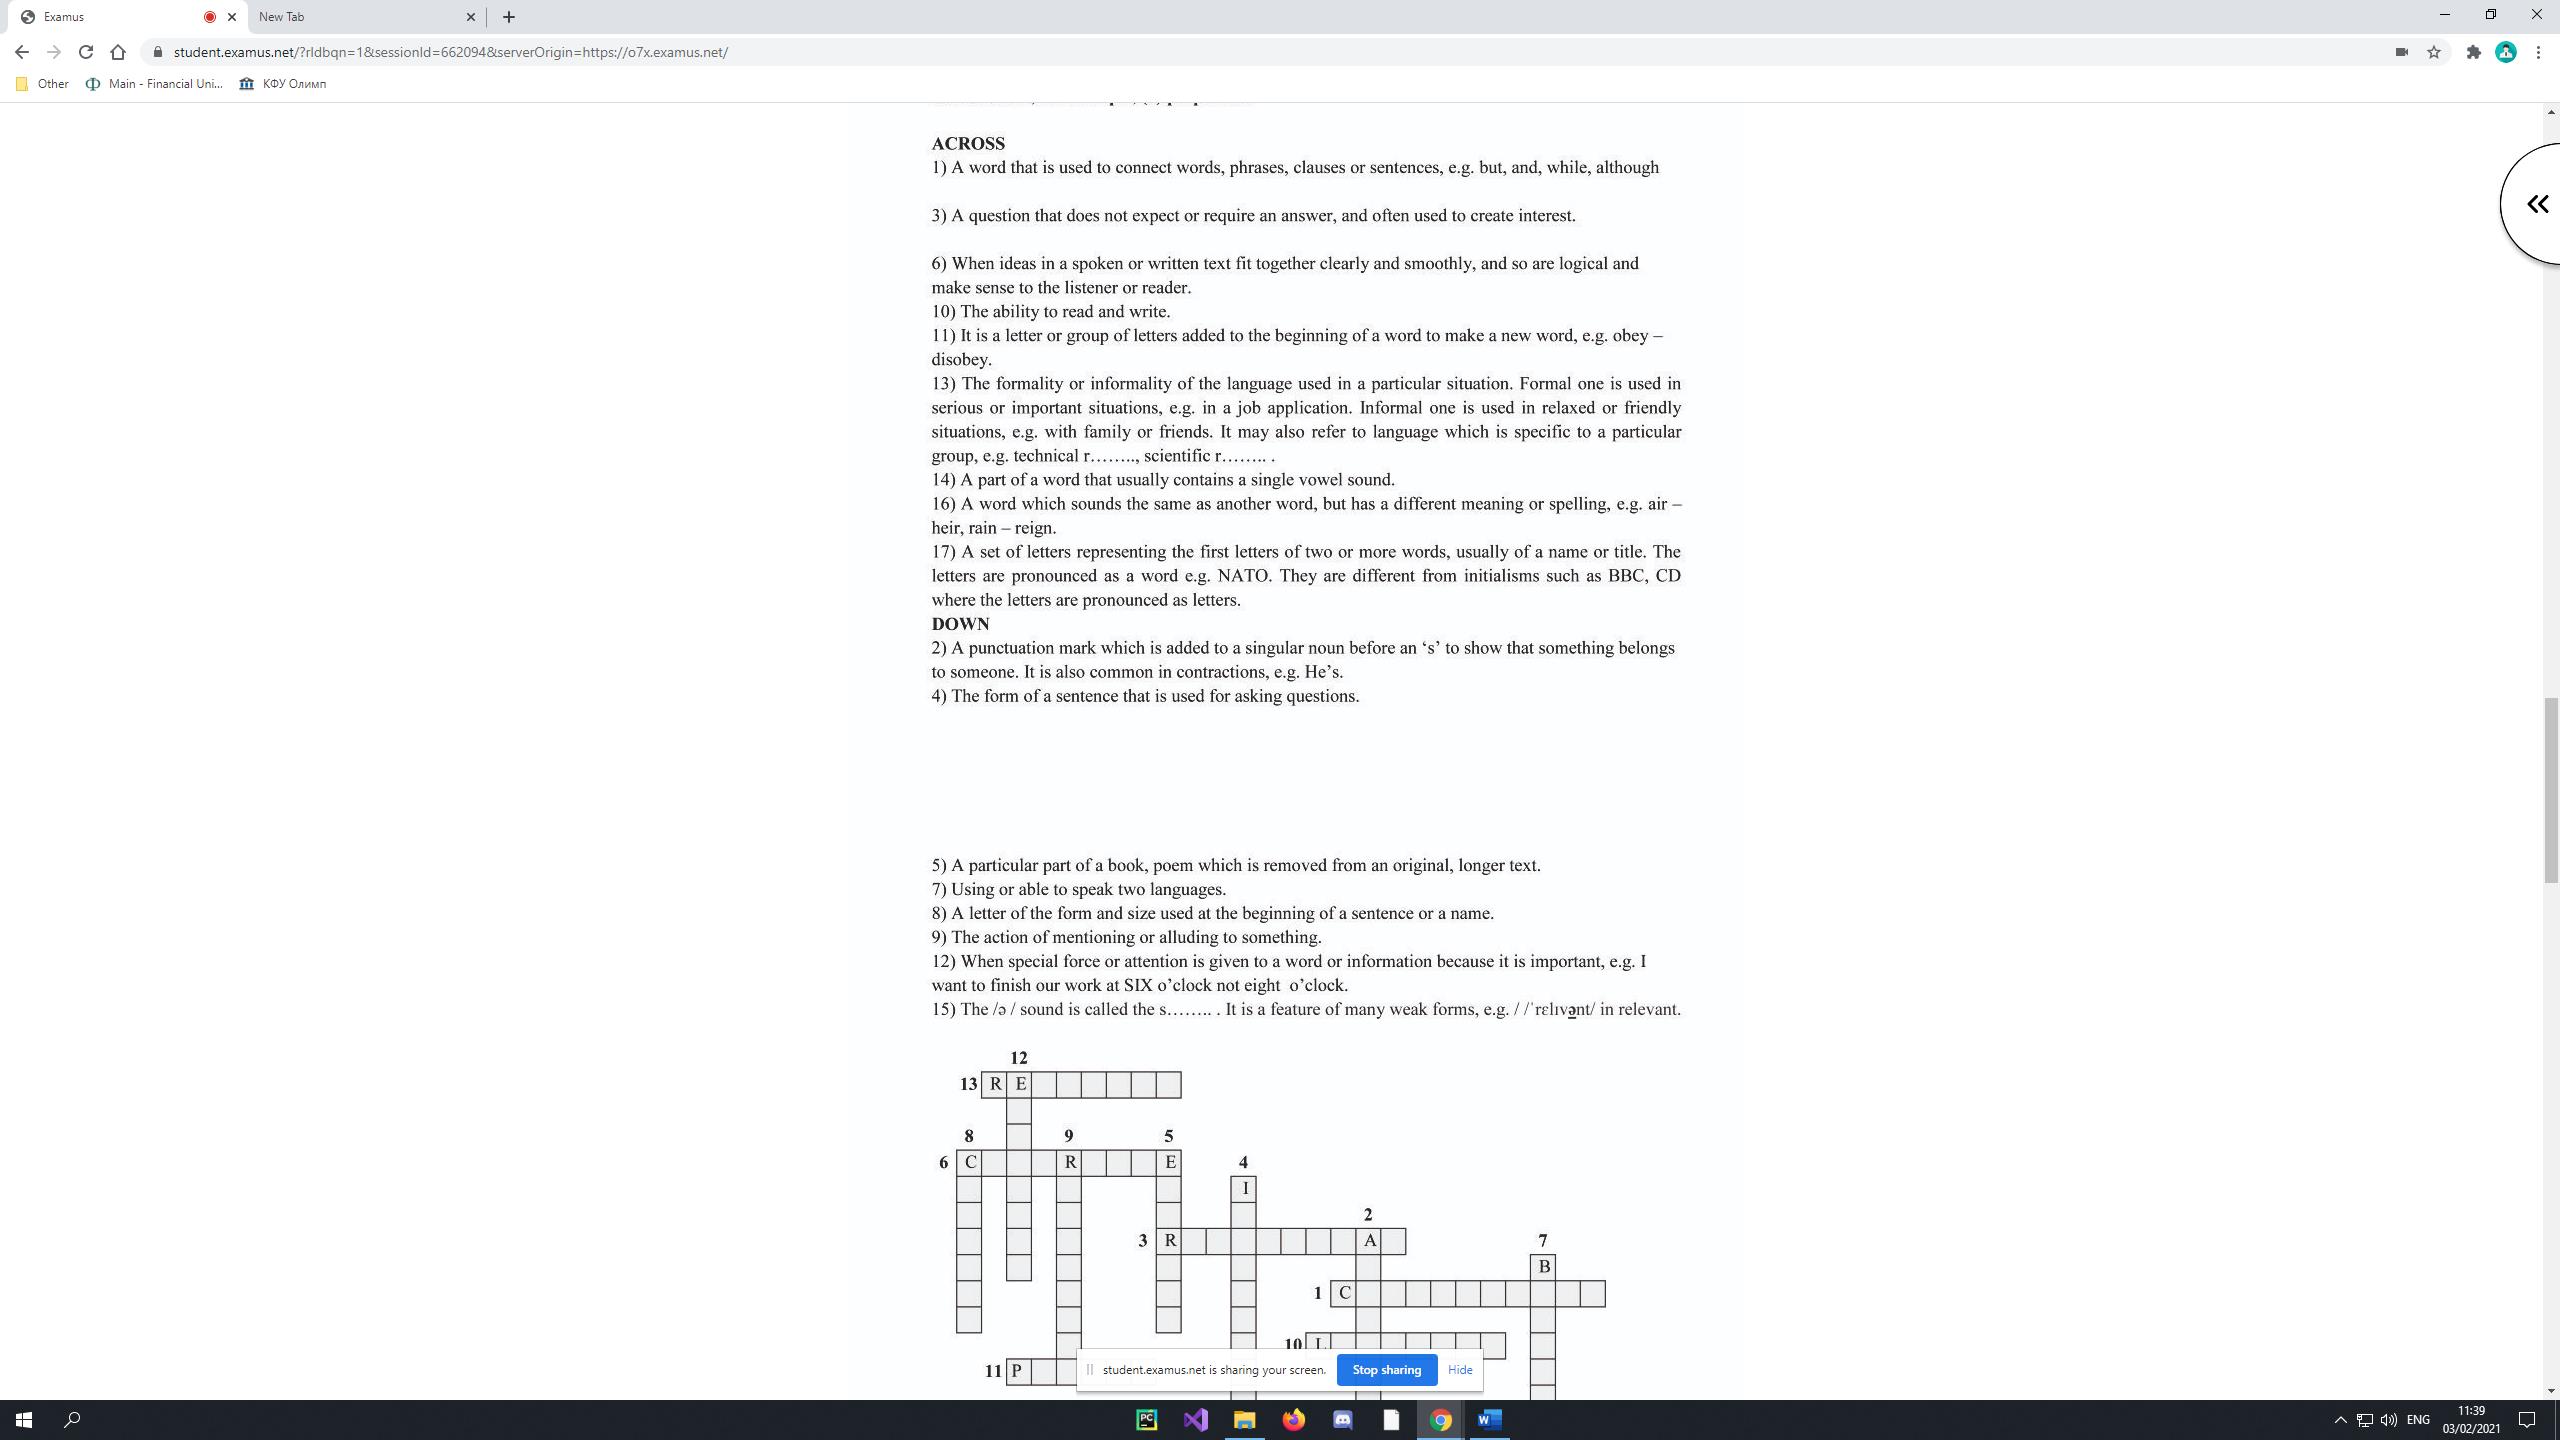 Examus
New Tab
student.examus.net/?rldbqn=1&sessionId=662094&serverOrigin=https://o7x.examus.net/
Other
Main - Financial Uni...
КФУ Олимп
ACROSS
1) A word that is used to connect words, phrases, clauses or sentences, e.g. but, and, while, although
3) A question that does not expect or require an answer, and often used to create interest.
6) When ideas in a spoken or written text fit together clearly and smoothly, and so are logical and
make sense to the listener or reader.
10) The ability to read and write.
11) It is a letter or group of letters added to the beginning of a word to make a new word, e.g. obey –
disobey.
13) The formality or informality of the language used in a particular situation. Formal one is used in
serious or important situations, e.g. in a job application. Informal one is used in relaxed or friendly
situations, e.g. with family or friends. It may also refer to language which is specific to a particular
group, e.g. technical r…….., scientific r…….. .
14) A part of a word that usually contains a single vowel sound.
16) A word which sounds the same as another word, but has a different meaning or spelling, e.g. air –
heir, rain – reign.
17) A set of letters representing the first letters of two or more words, usually of a name or title. The
letters are pronounced as a word e.g. NATO. They are different from initialisms such as BBC, CD
where the letters are pronounced as letters.
DOWN
2) A punctuation mark which is added to a singular noun before an ‘s’ to show that something belongs
to someone. It is also common in contractions, e.g. He’s.
4) The form of a sentence that is used for asking questions.
5) A particular part of a book, poem which is removed from an original, longer text.
7) Using or able to speak two languages.
8) A letter of the form and size used at the beginning of a sentence or a name.
9) The action of mentioning or alluding to something.
12) When special force or attention is given to a word or information because it is important, e.g. I
want to finish our work at SIX o’clock not eight  o’clock.
15) The /ə / sound is called the s…….. . It is a feature of many weak forms, e.g. / /ˈrɛlɪvənt/ in relevant.
12
13 R E
8 9 5
6 C R E 4
I
2
3 R A 7
B
1 C
10 L
11 P
student.examus.net is sharing your screen.
Stop sharing
Hide
PC
W
ENG
11:39
03/02/2021